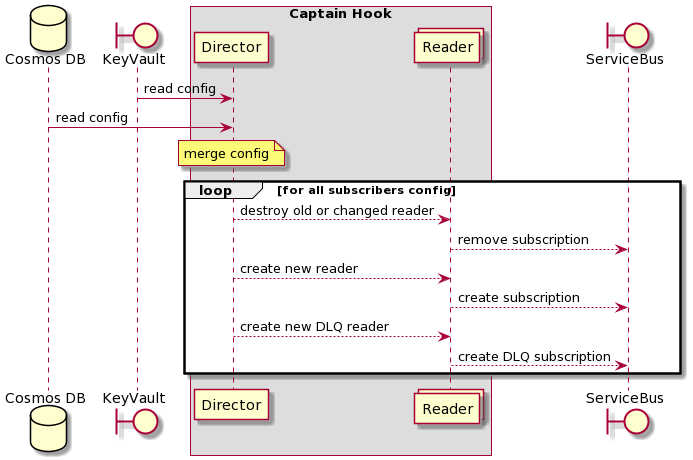 Captain Hook
Cosmos DB
KeyVault
Director
Reader
ServiceBus
read config
read config
merge config
loop
[for all subscribers config]
destroy old or changed reader
remove subscription
create new reader
create subscription
create new DLQ reader
create DLQ subscription
Cosmos DB
KeyVault
Director
Reader
ServiceBus